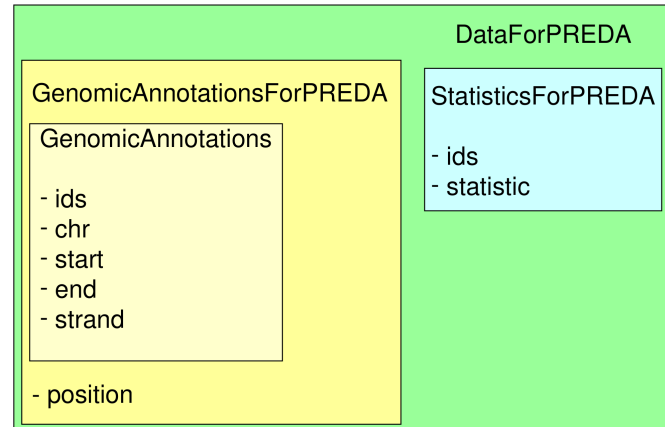 DataForPREDA
GenomicAnnotationsForPREDA
GenomicAnnotations
- ids
- chr
- start
- end
- strand
- position
StatisticsForPREDA
- ids
- statistic